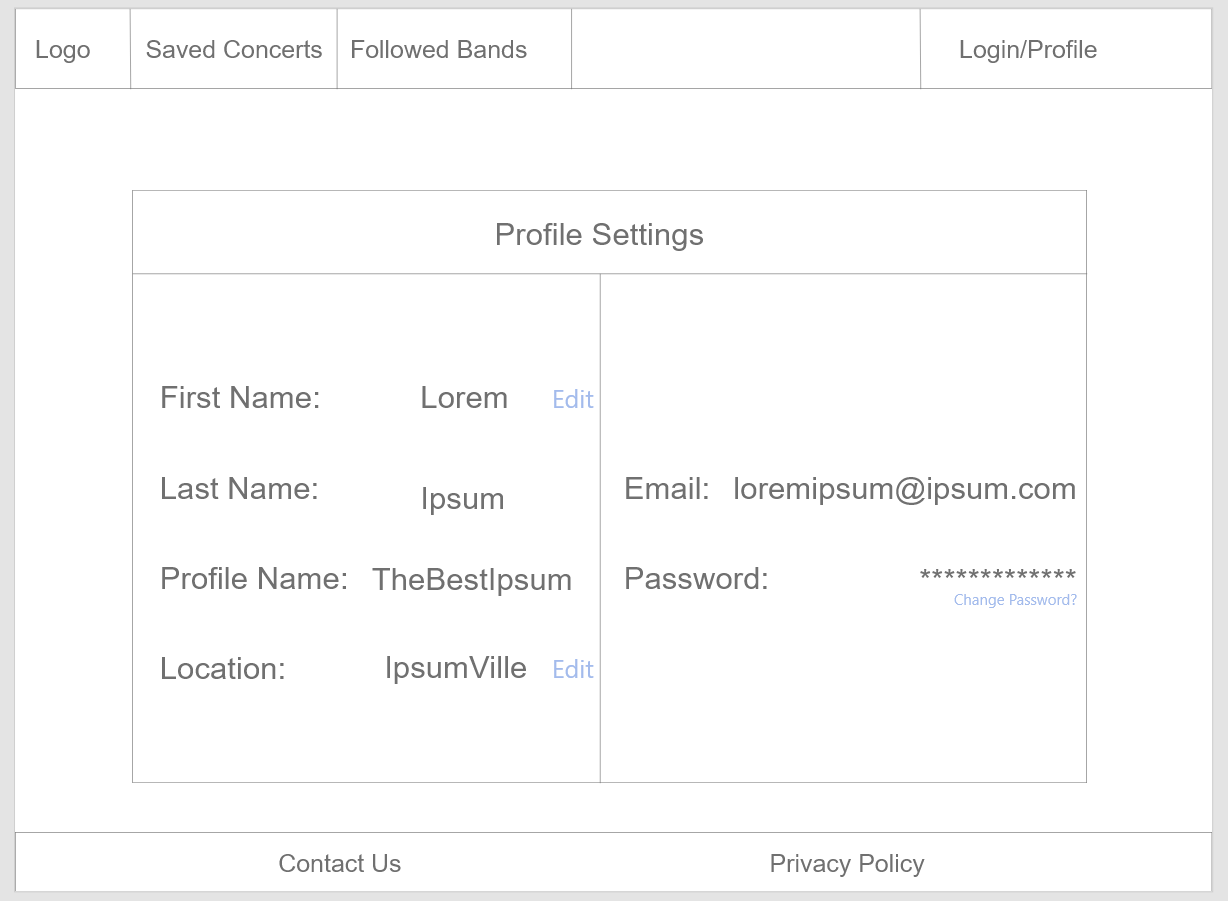 Logo Saved Concerts Followed Bands Login/Profile
Profile Settings
First Name: Lorem Edit
Last Name: Ipsum
Profile Name: TheBestIpsum
Location: IpsumVille Edit
Email: loremipsum@ipsum.com
Password: *************
Change Password?
Contact Us Privacy Policy